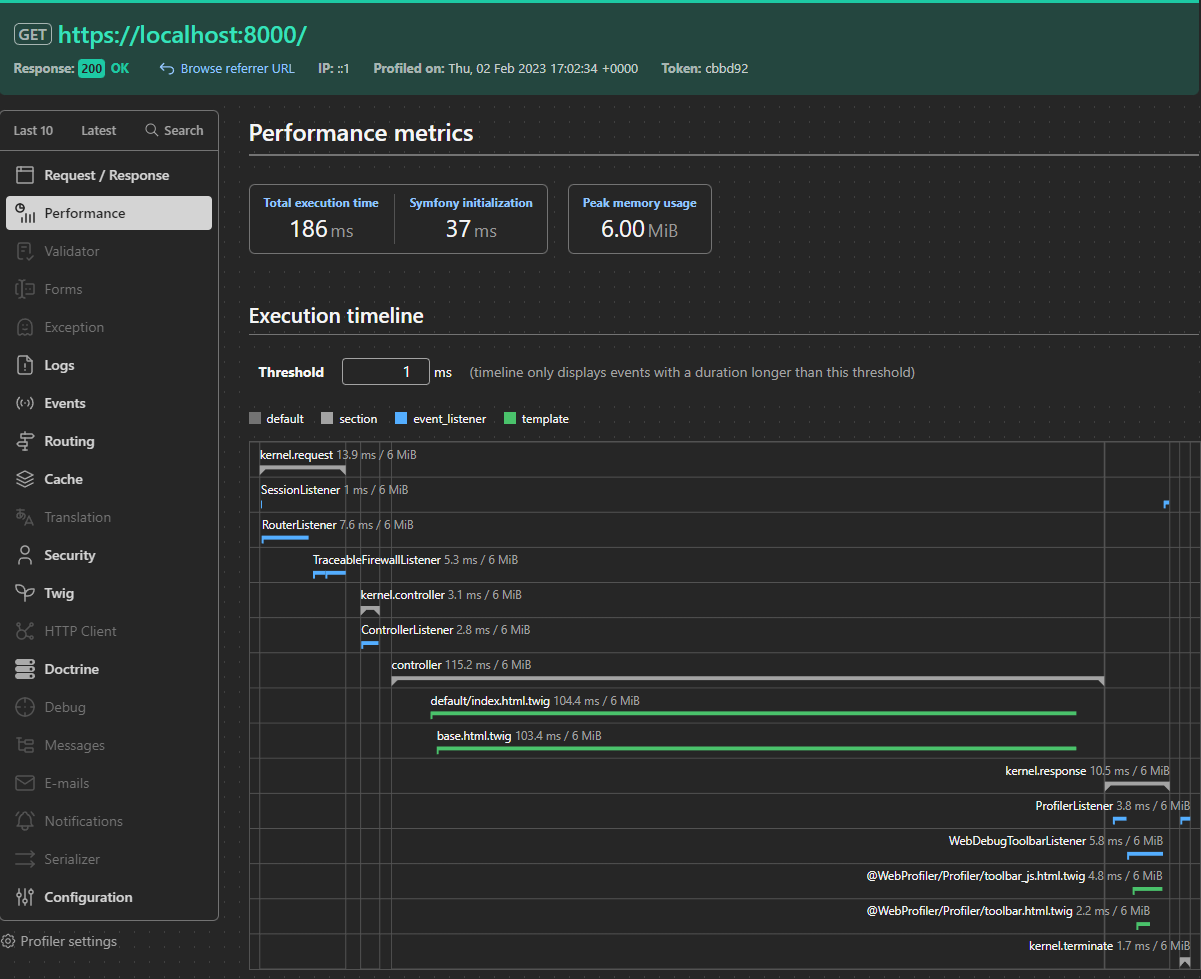 GET https://localhost:8000/
Response: 200 OK Browse referrer URL IP: ::1 Profiled on: Thu, 02 Feb 2023 17:02:34 +0000 Token: cbbd92
Last 10 Latest Search
Request / Response
Performance
Validator
Forms
Exception
Logs
Events
Routing
Cache
Translation
Security
Twig
HTTP Client
Doctrine
Debug
Messages
E-mails
Notifications
Serializer
Configuration
Profiler settings
Performance metrics
Total execution time Symfony initialization Peak memory usage
186 ms 37 ms 6.00 MiB
Execution timeline
Threshold 1 ms (timeline only displays events with a duration longer than this threshold)
default section event_listener template
kernel.request 13.9 ms / 6 MiB
SessionListener 1 ms / 6 MiB
RouterListener 7.6 ms / 6 MiB
TraceableFirewallListener 5.3 ms / 6 MiB
kernel.controller 3.1 ms / 6 MiB
ControllerListener 2.8 ms / 6 MiB
controller 115.2 ms / 6 MiB
default/index.html.twig 104.4 ms / 6 MiB
base.html.twig 103.4 ms / 6 MiB
kernel.response 10.5 ms / 6 MiB
ProfilerListener 3.8 ms / 6 MiB
WebDebugToolbarListener 5.8 ms / 6 MiB
@WebProfiler/Profiler/toolbar_js.html.twig 4.8 ms / 6 MiB
@WebProfiler/Profiler/toolbar.html.twig 2.2 ms / 6 MiB
kernel.terminate 1.7 ms / 6 MiB